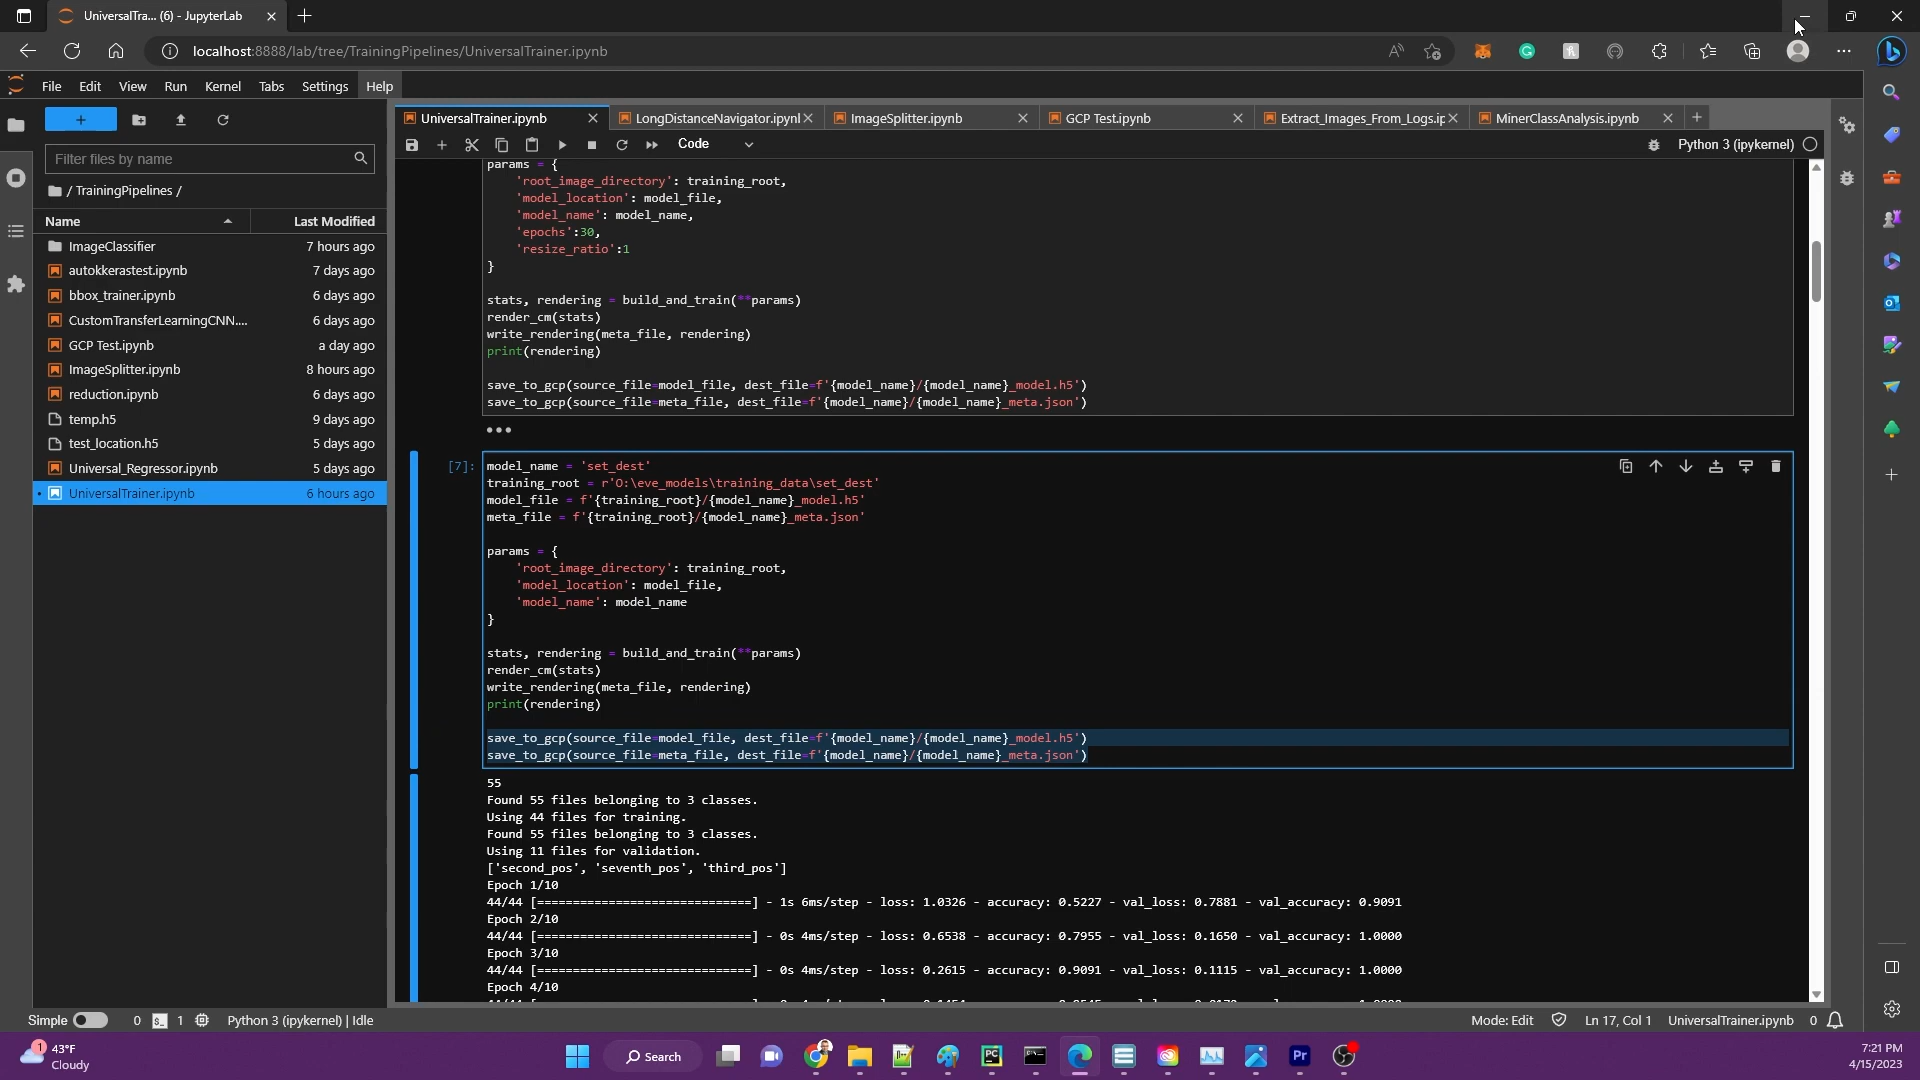 UniversalTra... (6) - JupyterLab
localhost:8888/lab/tree/TrainingPipelines/UniversalTrainer.ipynb
File Edit View Run Kernel Tabs Settings Help
UniversalTrainer.ipynb LongDistanceNavigator.ipynl ImageSplitter.ipynb GCP Test.ipynb Extract_Images_From_Logs.ip MinerClassAnalysis.ipynb
Code
Python 3 (ipykernel)
Filter files by name
/ TrainingPipelines /
Name Last Modified
ImageClassifier 7 hours ago
autokkerastest.ipynb 7 days ago
bbox_trainer.ipynb 6 days ago
CustomTransferLearningCNN.... 6 days ago
GCP Test.ipynb a day ago
ImageSplitter.ipynb 8 hours ago
reduction.ipynb 6 days ago
temp.h5 9 days ago
test_location.h5 5 days ago
Universal_Regressor.ipynb 5 days ago
UniversalTrainer.ipynb 6 hours ago
params = {
'root_image_directory': training_root,
'model_location': model_file,
'model_name': model_name,
'epochs':30,
'resize_ratio':1
}
stats, rendering = build_and_train(**params)
render_cm(stats)
write_rendering(meta_file, rendering)
print(rendering)
save_to_gcp(source_file=model_file, dest_file=f'{model_name}/{model_name}_model.h5')
save_to_gcp(source_file=meta_file, dest_file=f'{model_name}/{model_name}_meta.json')
[7]: model_name = 'set_dest'
training_root = r'O:\eve_models\training_data\set_dest'
model_file = f'{training_root}/{model_name}_model.h5'
meta_file = f'{training_root}/{model_name}_meta.json'
params = {
'root_image_directory': training_root,
'model_location': model_file,
'model_name': model_name
}
stats, rendering = build_and_train(**params)
render_cm(stats)
write_rendering(meta_file, rendering)
print(rendering)
save_to_gcp(source_file=model_file, dest_file=f'{model_name}/{model_name}_model.h5')
save_to_gcp(source_file=meta_file, dest_file=f'{model_name}/{model_name}_meta.json')
55
Found 55 files belonging to 3 classes.
Using 44 files for training.
Found 55 files belonging to 3 classes.
Using 11 files for validation.
['second_pos', 'seventh_pos', 'third_pos']
Epoch 1/10
44/44 [==============================] - 1s 6ms/step - loss: 1.0326 - accuracy: 0.5227 - val_loss: 0.7881 - val_accuracy: 0.9091
Epoch 2/10
44/44 [==============================] - 0s 4ms/step - loss: 0.6538 - accuracy: 0.7955 - val_loss: 0.1650 - val_accuracy: 1.0000
Epoch 3/10
44/44 [==============================] - 0s 4ms/step - loss: 0.2615 - accuracy: 0.9091 - val_loss: 0.1115 - val_accuracy: 1.0000
Epoch 4/10
Simple 0 1 Python 3 (ipykernel) | Idle
Mode: Edit Ln 17, Col 1 UniversalTrainer.ipynb 0
1 43°F
Cloudy
Search
7:21 PM
4/15/2023